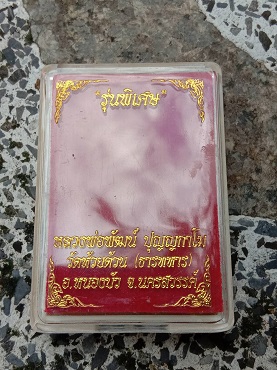 "รุ่นพิเศษ"
หลวงพ่อพัฒน์ ปุญญกาโม
วัดห้วยด้วน (ธารทหาร)
อ.หนองบัว จ.นครสวรรค์